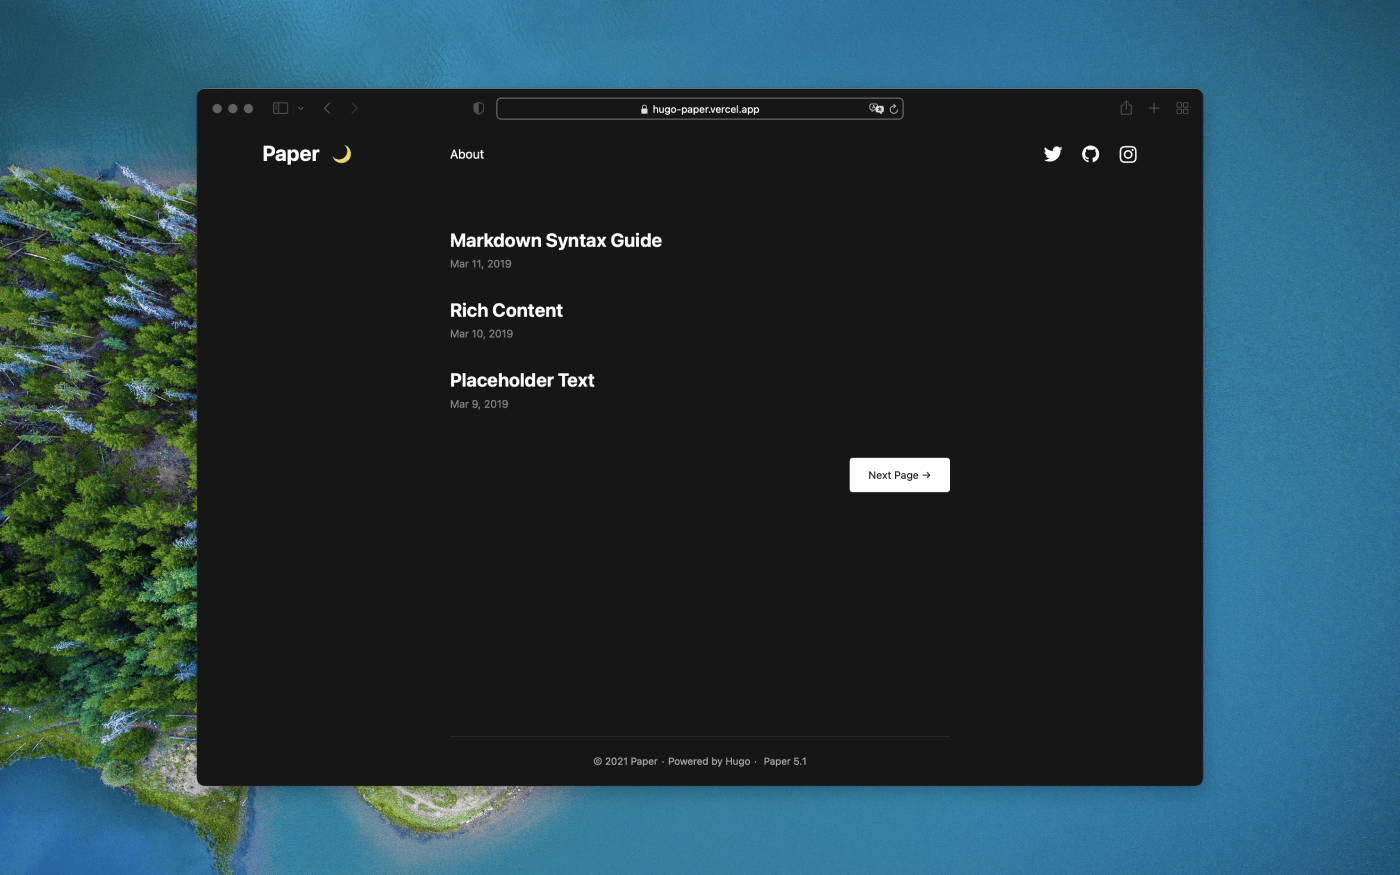 hugo-paper.vercel.app
Paper 🌙
About
Markdown Syntax Guide
Mar 11, 2019
Rich Content
Mar 10, 2019
Placeholder Text
Mar 9, 2019
Next Page →
© 2021 Paper · Powered by Hugo · Paper 5.1